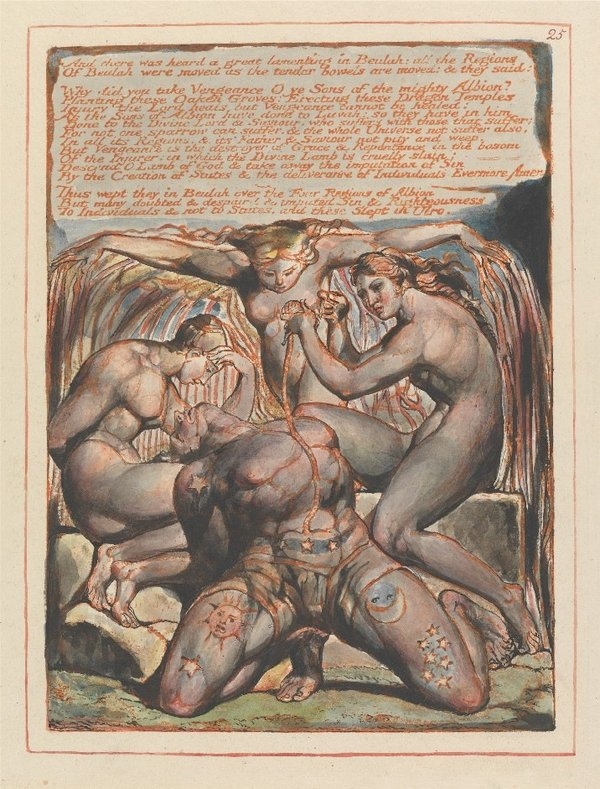 25
And there was heard a great lamenting in Beulah: all the Regions
Of Beulah were moved as the tender bowels are moved: & they said:
Why did you take Vengeance O ye Sons of the mighty Albion?
Planting these Oaken Groves: Erecting these Dragon Temples
Injury the Lord heals but Vengeance cannot be healed:
As the Sons of Albion have done to Luvah: so they have in him
Done to the Divine Lord & Saviour, who suffers with those that suffer:
For not one sparrow can suffer, & the whole Universe not suffer also,
In all its Regions, & its Father & Saviour not pity and weep.
But Vengeance is the destroyer of Grace & Repentance in the bosom
Of the Injurer: in which the Divine Lamb is cruelly slain:
Descend O Lamb of God & take away the imputation of Sin
By the Creation of States & the deliverance of Individuals Evermore Amen
Thus wept they in Beulah over the Four Regions of Albion
But many doubted & despaird & imputed Sin & Righteousness
To Individuals & not to States, and these Slept in Ulro.